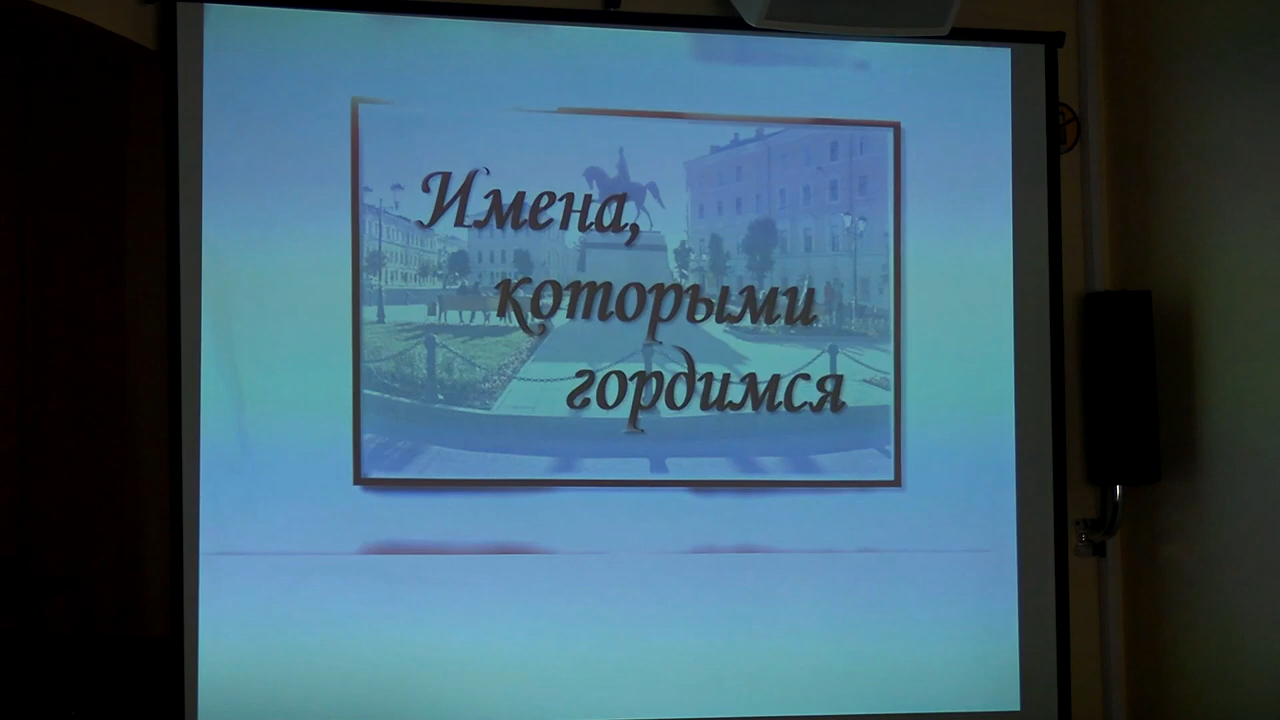 Имена,
которыми
гордимся